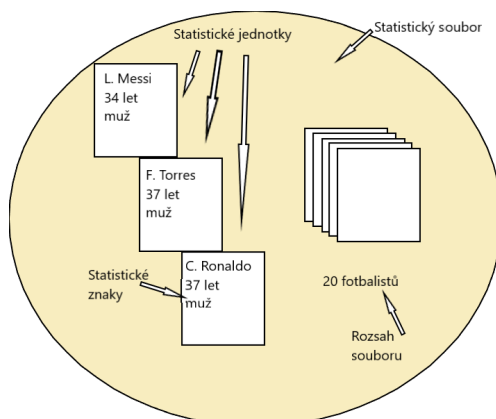 Statistické jednotky
Statistický soubor
L. Messi
34 let
muž
F. Torres
37 let
muž
C. Ronaldo
37 let
muž
Statistické
znaky
20 fotbalistů
Rozsah
souboru